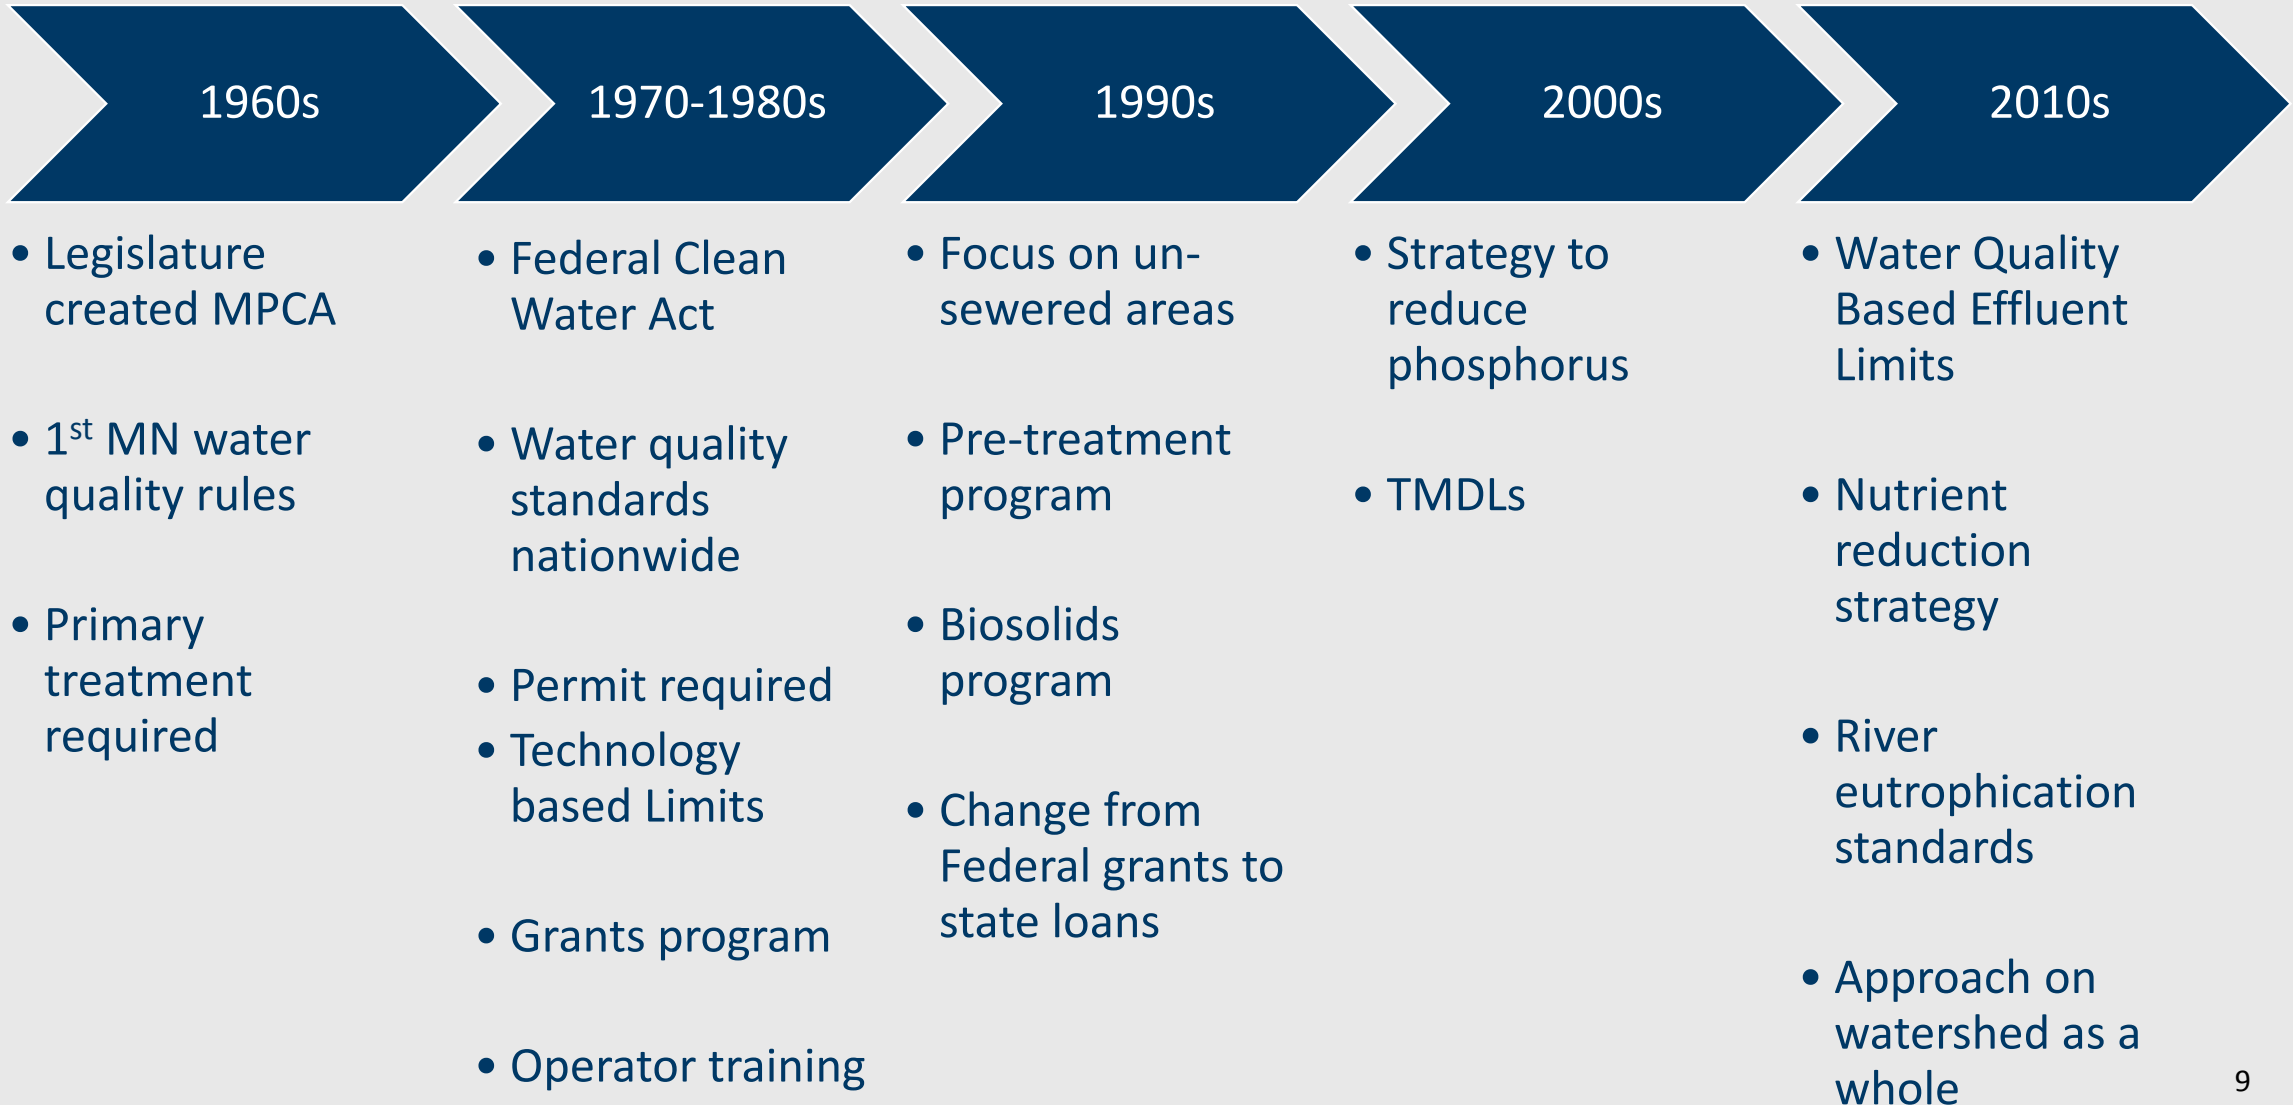 1960s
1970-1980s
1990s
2000s
2010s
• Legislature
created MPCA
• 1st MN water
quality rules
• Primary
treatment
required
• Federal Clean
Water Act
• Water quality
standards
nationwide
• Permit required
• Technology
based Limits
• Grants program
• Operator training
• Focus on un-
sewered areas
• Pre-treatment
program
• Biosolids
program
• Change from
Federal grants to
state loans
• Strategy to
reduce
phosphorus
• TMDLs
• Water Quality
Based Effluent
Limits
• Nutrient
reduction
strategy
• River
eutrophication
standards
• Approach on
watershed as a
whole
9